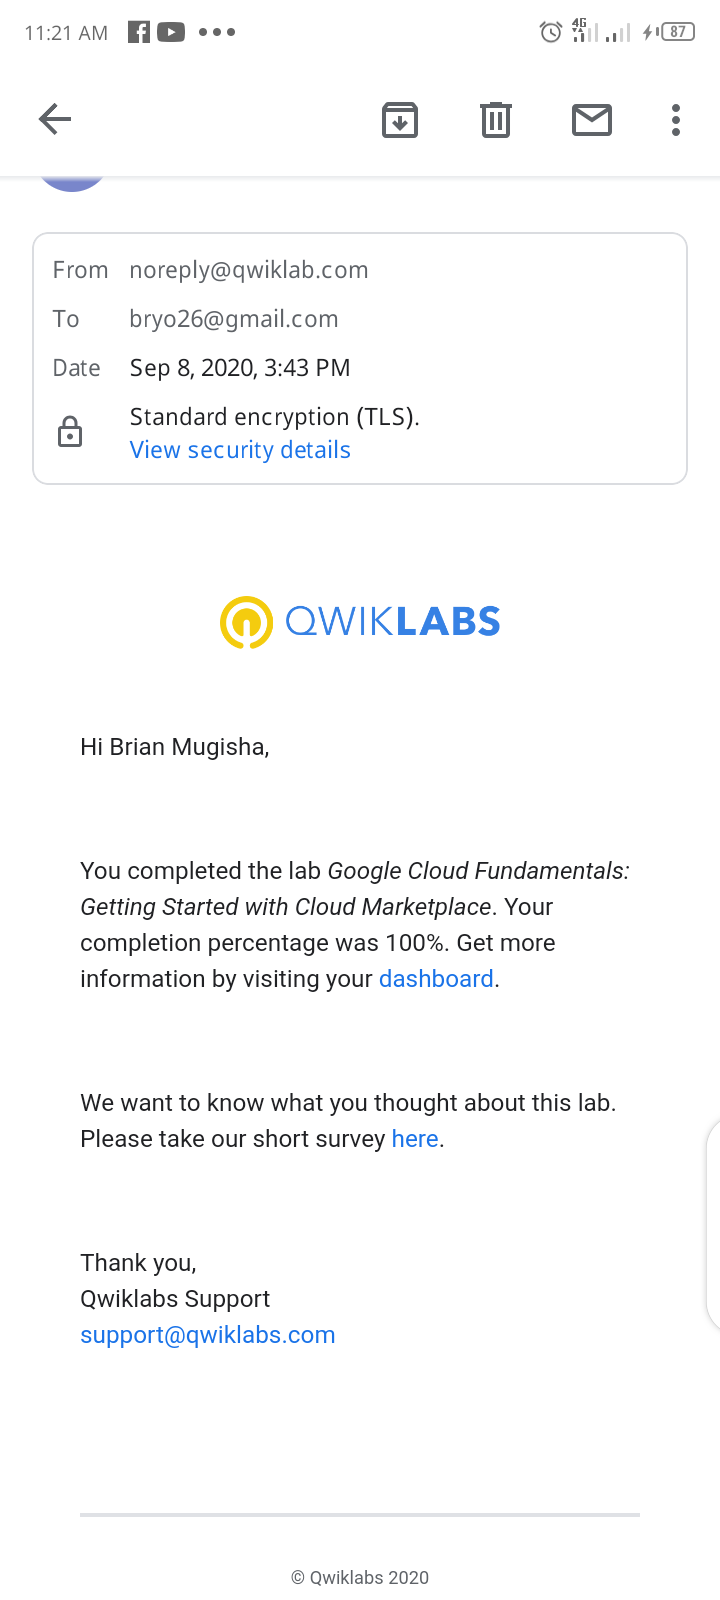 11:21 AM
4G
87
From noreply@qwiklab.com
To bryo26@gmail.com
Date Sep 8, 2020, 3:43 PM
Standard encryption (TLS).
View security details
QWIKLABS
Hi Brian Mugisha,
You completed the lab Google Cloud Fundamentals:
Getting Started with Cloud Marketplace. Your
completion percentage was 100%. Get more
information by visiting your dashboard.
We want to know what you thought about this lab.
Please take our short survey here.
Thank you,
Qwiklabs Support
support@qwiklabs.com
© Qwiklabs 2020